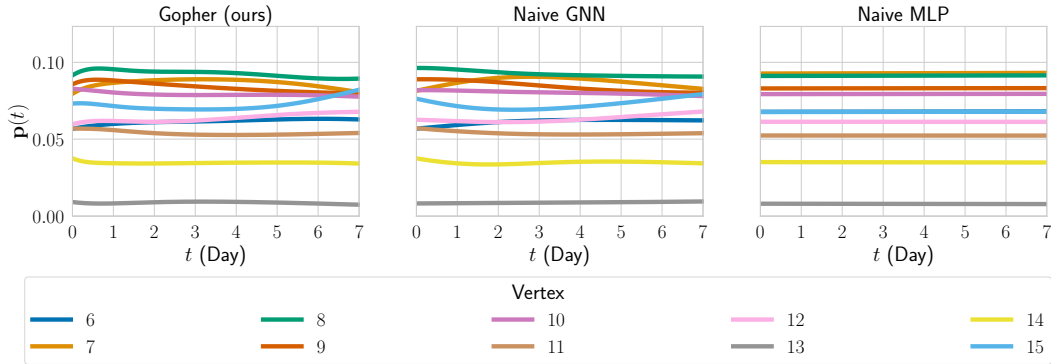 Gopher (ours) Naive GNN Naive MLP
p(t)
0.10
0.05
0.00
0 1 2 3 4 5 6 7 0 1 2 3 4 5 6 7 0 1 2 3 4 5 6 7
t (Day) t (Day) t (Day)
Vertex
6 8 10 12 14
7 9 11 13 15